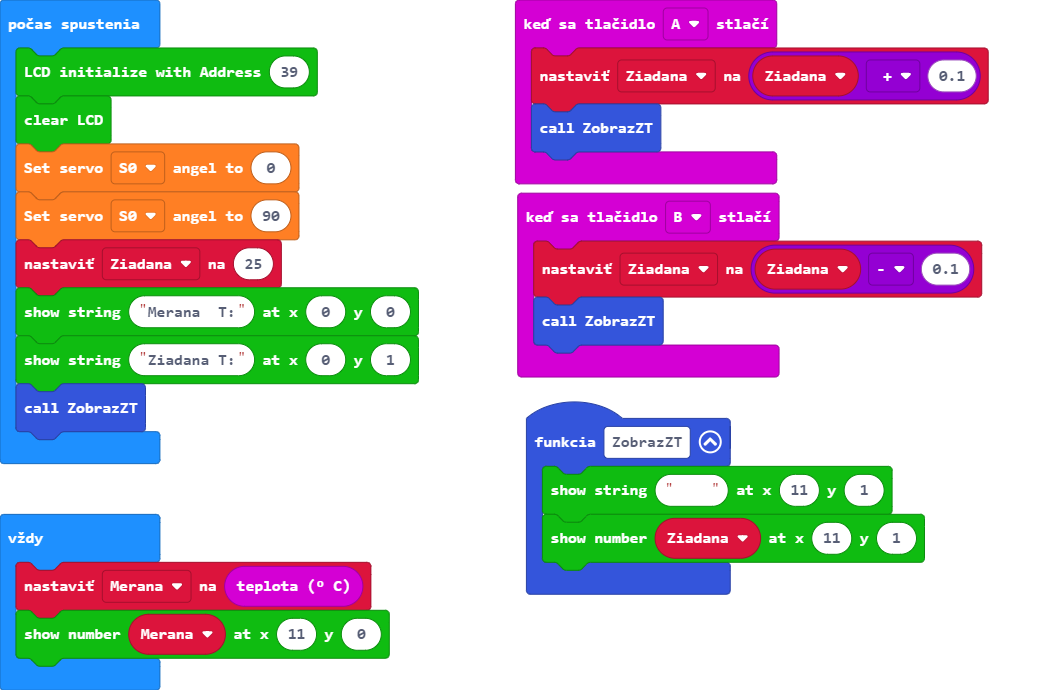 počas spustenia
LCD initialize with Address 39
clear LCD
Set servo S0 angel to 0
Set servo S0 angel to 90
nastaviť Ziadana na 25
show string "Merana  T:" at x 0 y 0
show string "Ziadana T:" at x 0 y 1
call ZobrazZT
vždy
nastaviť Merana na teplota (º C)
show number Merana at x 11 y 0
keď sa tlačidlo A stlačí
nastaviť Ziadana na Ziadana + 0.1
call ZobrazZT
keď sa tlačidlo B stlačí
nastaviť Ziadana na Ziadana - 0.1
call ZobrazZT
funkcia ZobrazZT
show string "    " at x 11 y 1
show number Ziadana at x 11 y 1